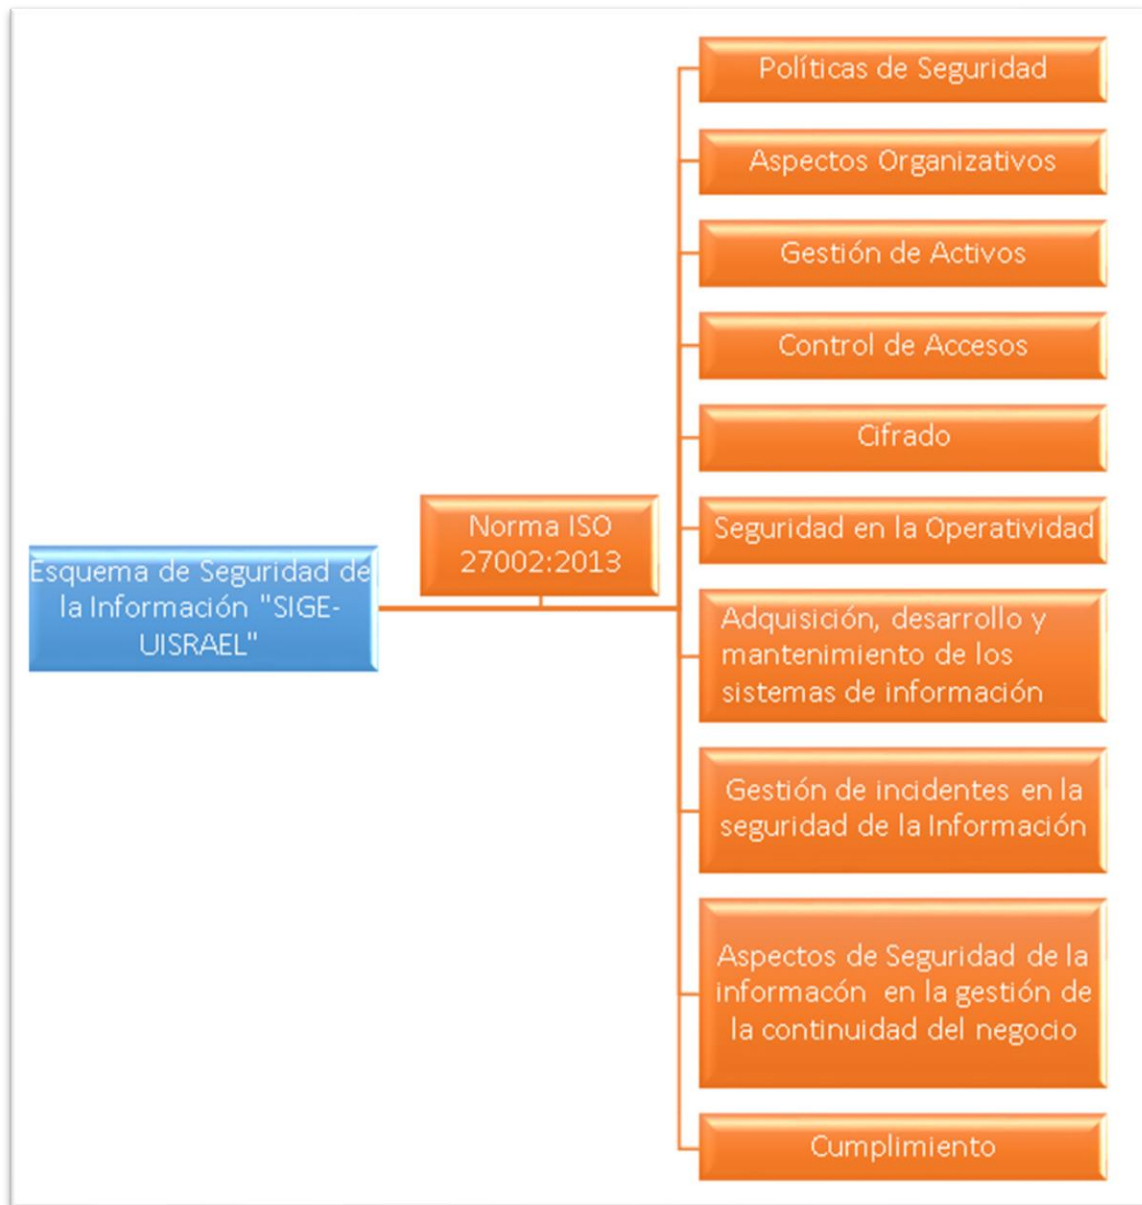 Esquema de Seguridad de
la Información "SIGE-
UISRAEL"
Norma ISO
27002:2013
Políticas de Seguridad
Aspectos Organizativos
Gestión de Activos
Control de Accesos
Cifrado
Seguridad en la Operatividad
Adquisición, desarrollo y
mantenimiento de los
sistemas de información
Gestión de incidentes en la
seguridad de la Información
Aspectos de Seguridad de la
informacón en la gestión de
la continuidad del negocio
Cumplimiento